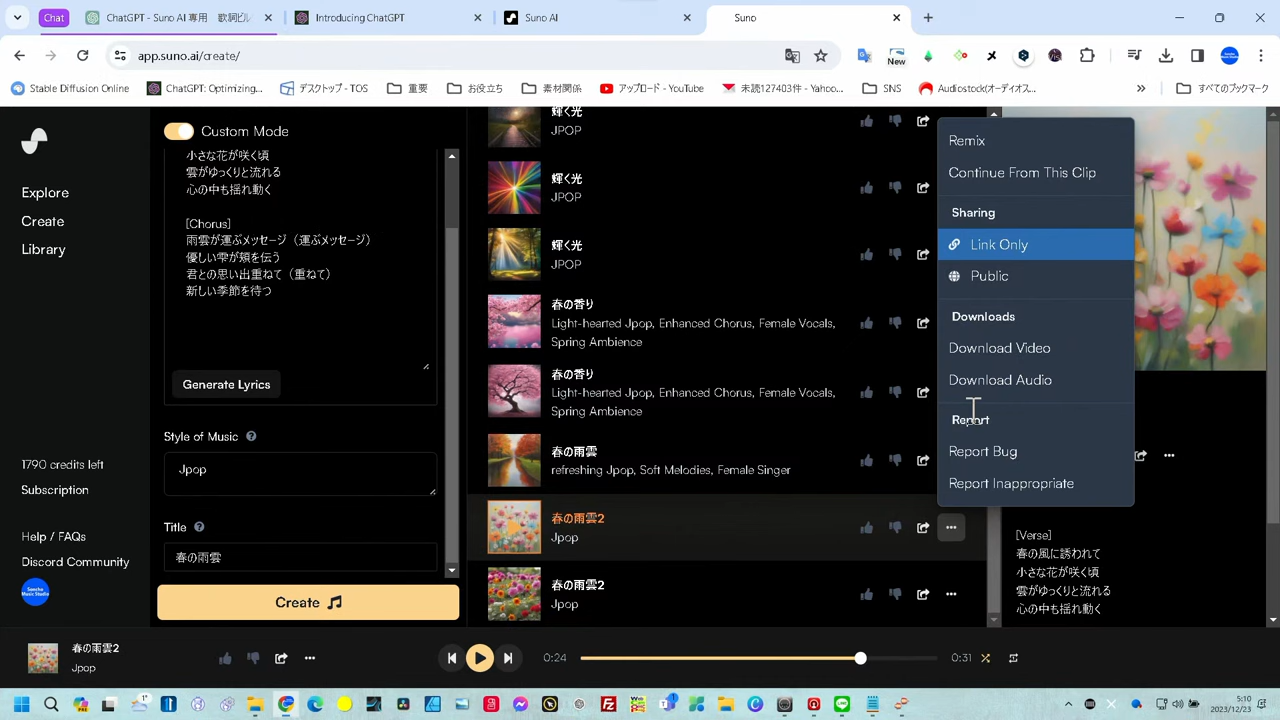 Chat
Suno AI 専用 歌詞
Introducing ChatGPT
Suno AI
Suno
app.suno.ai/create/
New
Stable Diffusion Online
ChatGPT: Optimizing...
デスクトップ - TOS
重要
お役立ち
素材関係
アップロード - YouTube
未読127403件 - Yahoo...
SNS
Audiostock(オーディオス...
すべてのブックマーク
Explore
Create
Library
1790 credits left
Subscription
Help / FAQs
Discord Community
Sancho
Music Studio
Custom Mode
小さな花が咲く頃
雲がゆっくりと流れる
心の中も揺れ動く
[Chorus]
雨雲が運ぶメッセージ（運ぶメッセージ）
優しい雫が頬を伝う
君との思い出重ねて（重ねて）
新しい季節を待つ
Generate Lyrics
Style of Music
Jpop
Title
春の雨雲
Create
輝く光
JPOP
輝く光
JPOP
輝く光
JPOP
春の香り
Light-hearted Jpop, Enhanced Chorus, Female Vocals,
Spring Ambience
春の香り
Light-hearted Jpop, Enhanced Chorus, Female Vocals,
Spring Ambience
春の雨雲
refreshing Jpop, Soft Melodies, Female Singer
春の雨雲2
Jpop
春の雨雲2
Jpop
Remix
Continue From This Clip
Sharing
Link Only
Public
Downloads
Download Video
Download Audio
Report
Report Bug
Report Inappropriate
[Verse]
春の風に誘われて
小さな花が咲く頃
雲がゆっくりと流れる
心の中も揺れ動く
春の雨雲2
Jpop
0:24
0:31
1°
5:10
2023/12/23